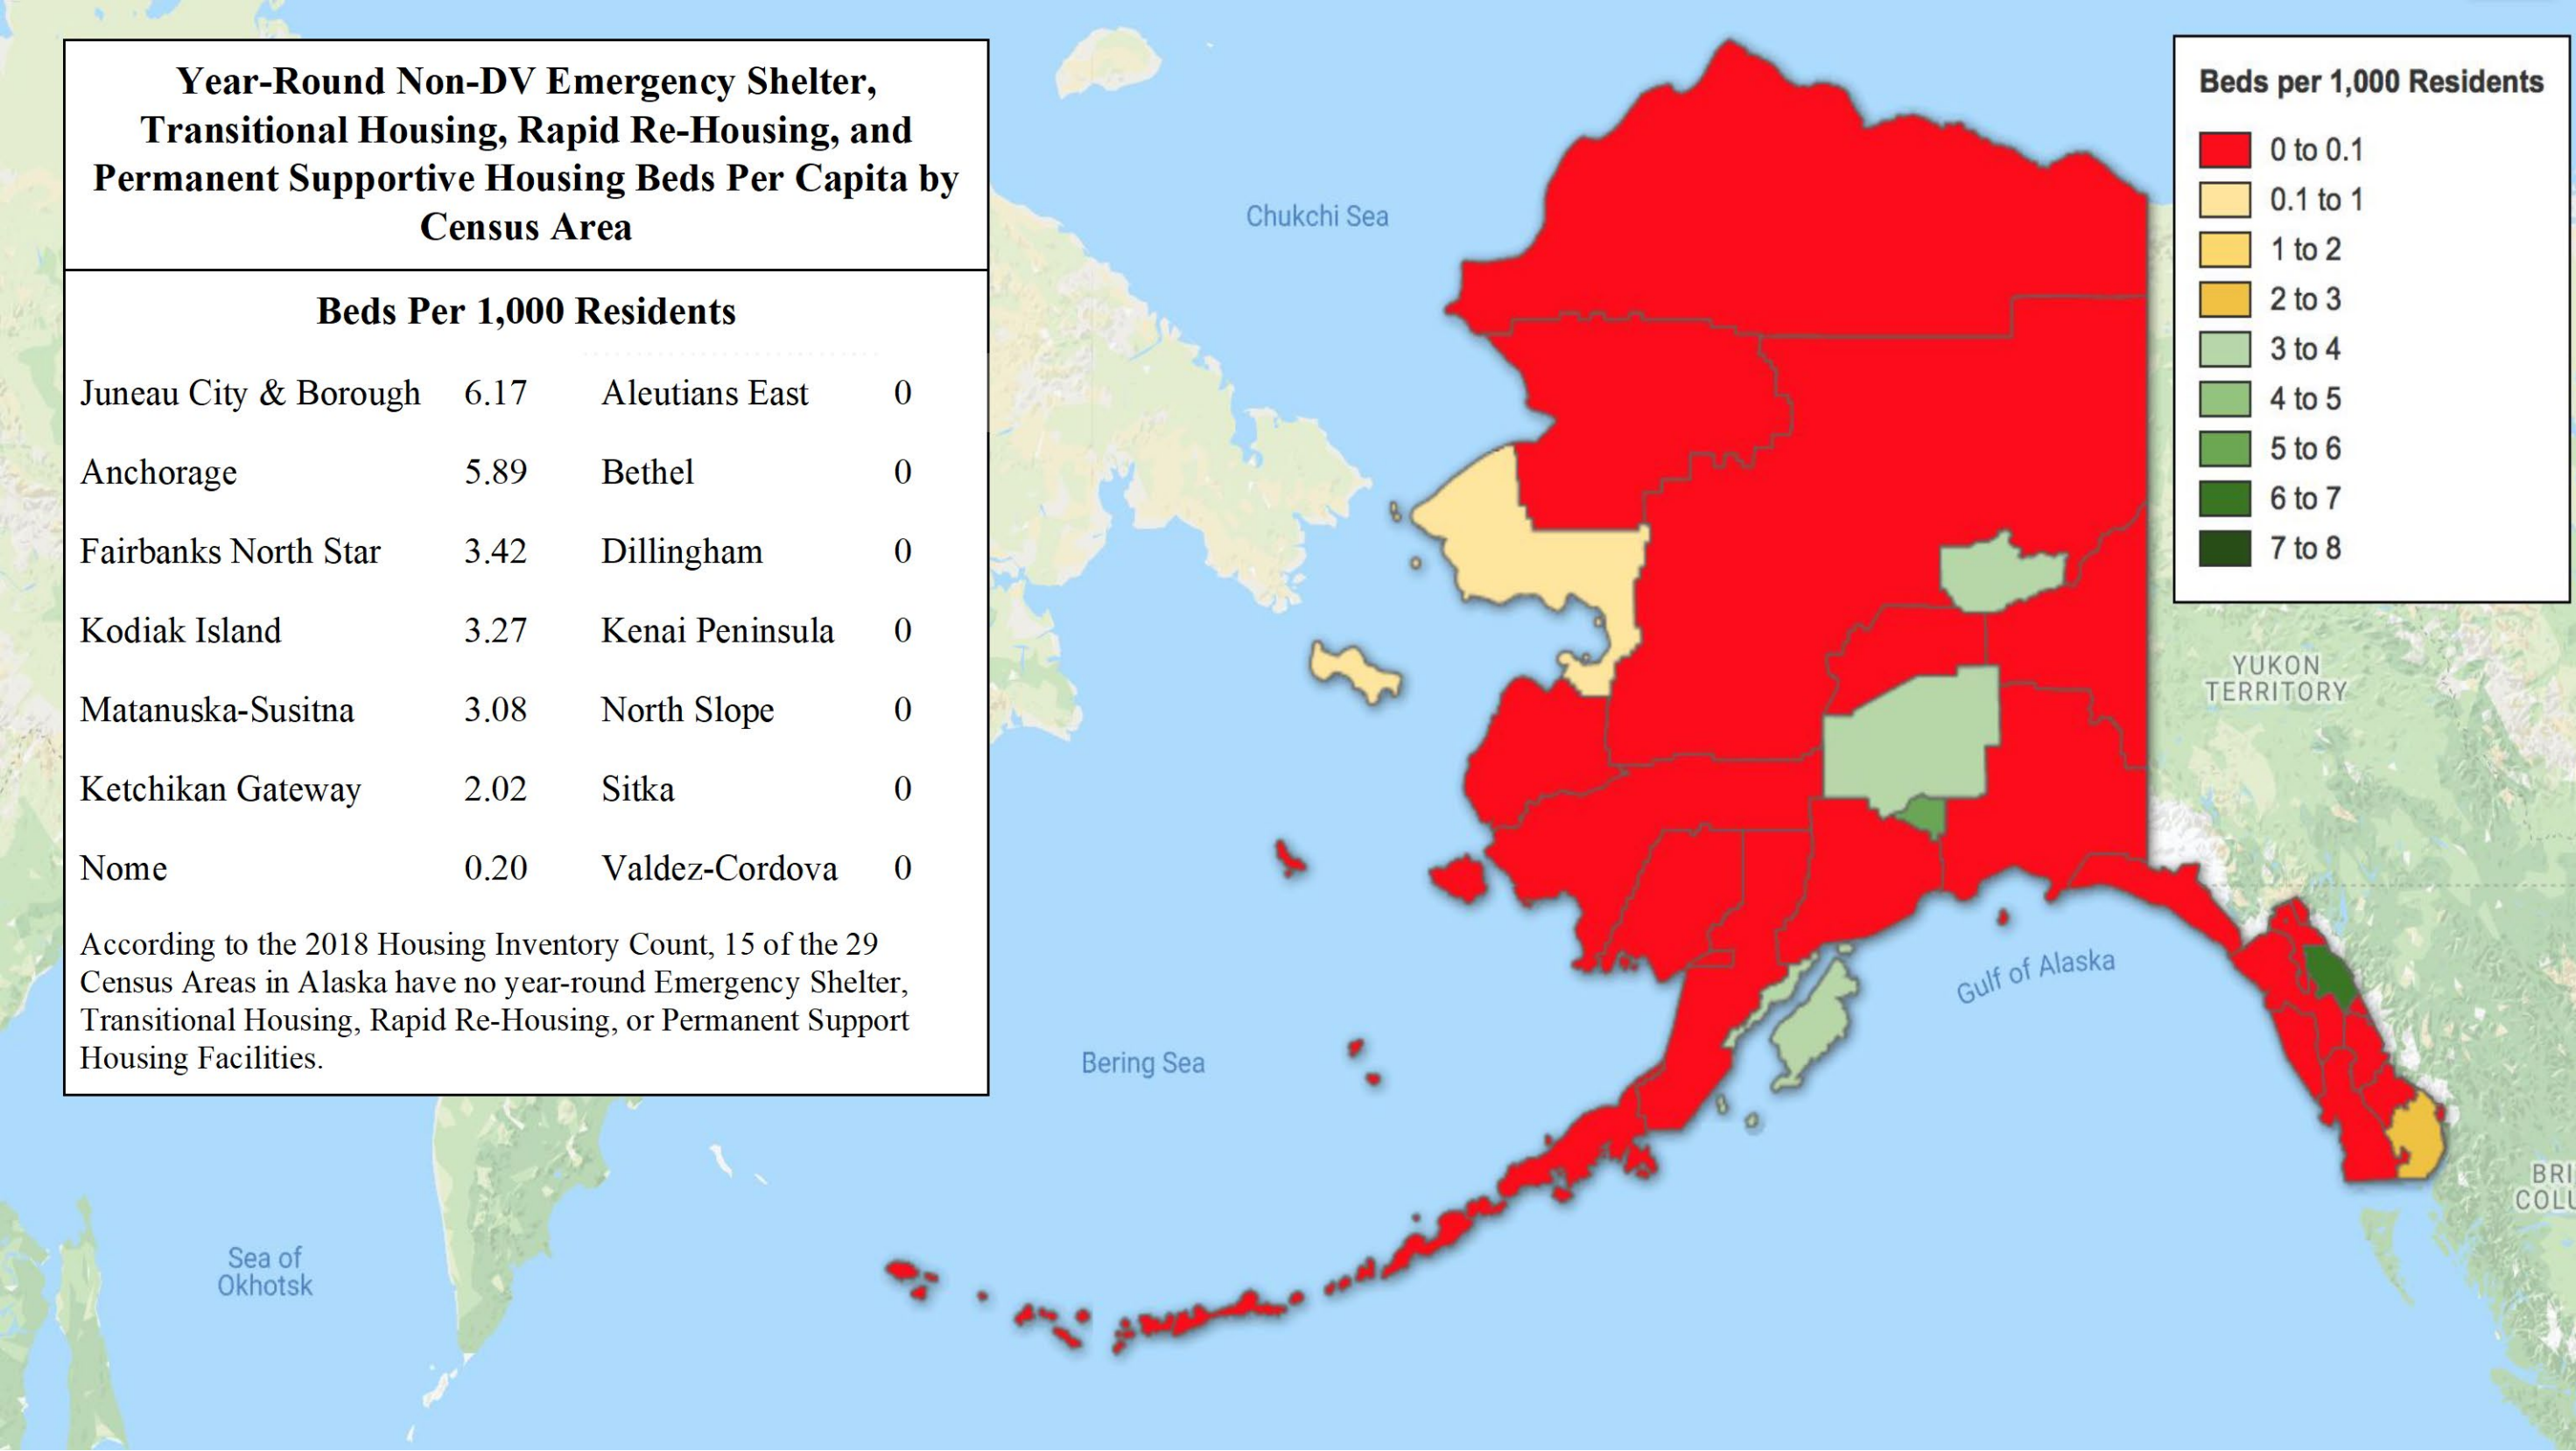 Year-Round Non-DV Emergency Shelter,
Transitional Housing, Rapid Re-Housing, and
Permanent Supportive Housing Beds Per Capita by
Census Area
Beds Per 1,000 Residents
Juneau City & Borough 6.17 Aleutians East 0
Anchorage 5.89 Bethel 0
Fairbanks North Star 3.42 Dillingham 0
Kodiak Island 3.27 Kenai Peninsula 0
Matanuska-Susitna 3.08 North Slope 0
Ketchikan Gateway 2.02 Sitka 0
Nome 0.20 Valdez-Cordova 0
According to the 2018 Housing Inventory Count, 15 of the 29
Census Areas in Alaska have no year-round Emergency Shelter,
Transitional Housing, Rapid Re-Housing, or Permanent Support
Housing Facilities.
Chukchi Sea
Beds per 1,000 Residents
0 to 0.1
0.1 to 1
1 to 2
2 to 3
3 to 4
4 to 5
5 to 6
6 to 7
7 to 8
YUKON
TERRITORY
Gulf of Alaska
Bering Sea
BRI
COLU
Sea of
Okhotsk